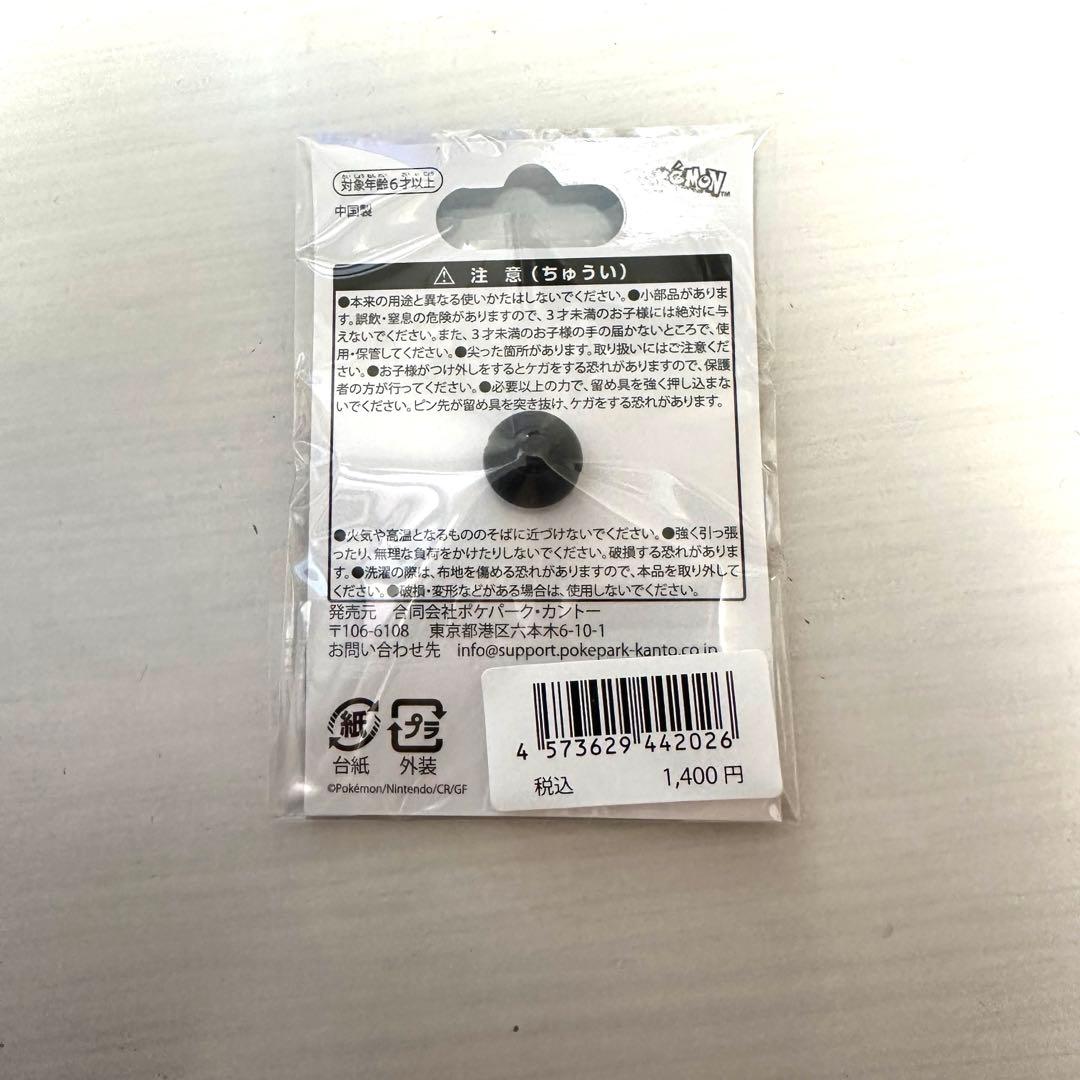 たいしょうねんれい さい いじょう
対象年齢6才以上
POKéMON™
中国製
⚠ 注 意(ちゅうい)
●本来の用途と異なる使いかたはしないでください。●小部品がありま
す。誤飲・窒息の危険がありますので、3才未満のお子様には絶対に与
えないでください。また、3才未満のお子様の手の届かないところで、使
用・保管してください。●尖った箇所があります。取り扱いにはご注意くだ
さい。●お子様がつけ外しをするとケガをする恐れがありますので、保護
者の方が行ってください。●必要以上の力で、留め具を強く押し込まな
いでください。ピン先が留め具を突き抜け、ケガをする恐れがあります。
●火気や高温となるもののそばに近づけないでください。●強く引っ張
ったり、無理な負荷をかけたりしないでください。破損する恐れがありま
す。●洗濯の際は、布地を傷める恐れがありますので、本品を取り外して
ください。●破損・変形などがある場合は、使用しないでください。
発売元 合同会社ポケパーク・カントー
〒106-6108 東京都港区六本木6-10-1
お問い合わせ先 info@support.pokepark-kanto.co.jp
紙
プラ
台紙 外装
©Pokémon/Nintendo/CR/GF
4 573629 442026
税込 1,400円